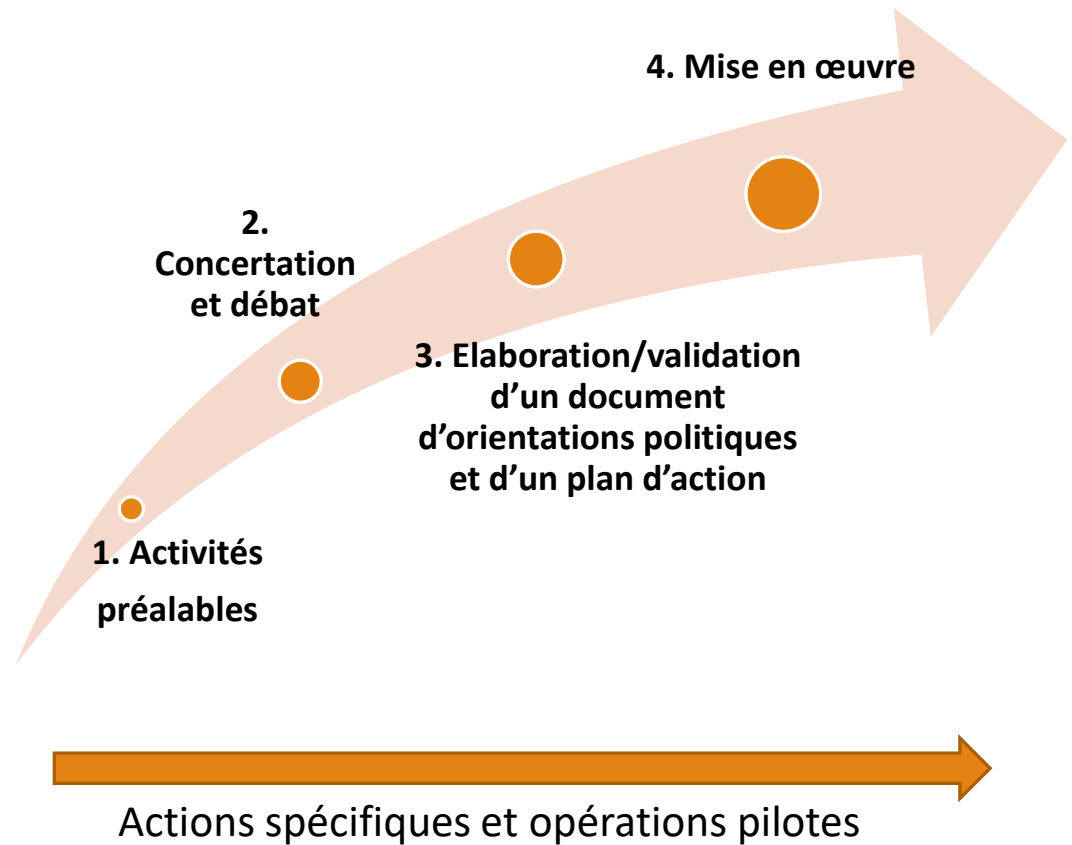 4. Mise en œuvre
2.
Concertation
et débat
3. Elaboration/validation
d’un document
d’orientations politiques
et d’un plan d’action
1. Activités
préalables
Actions spécifiques et opérations pilotes